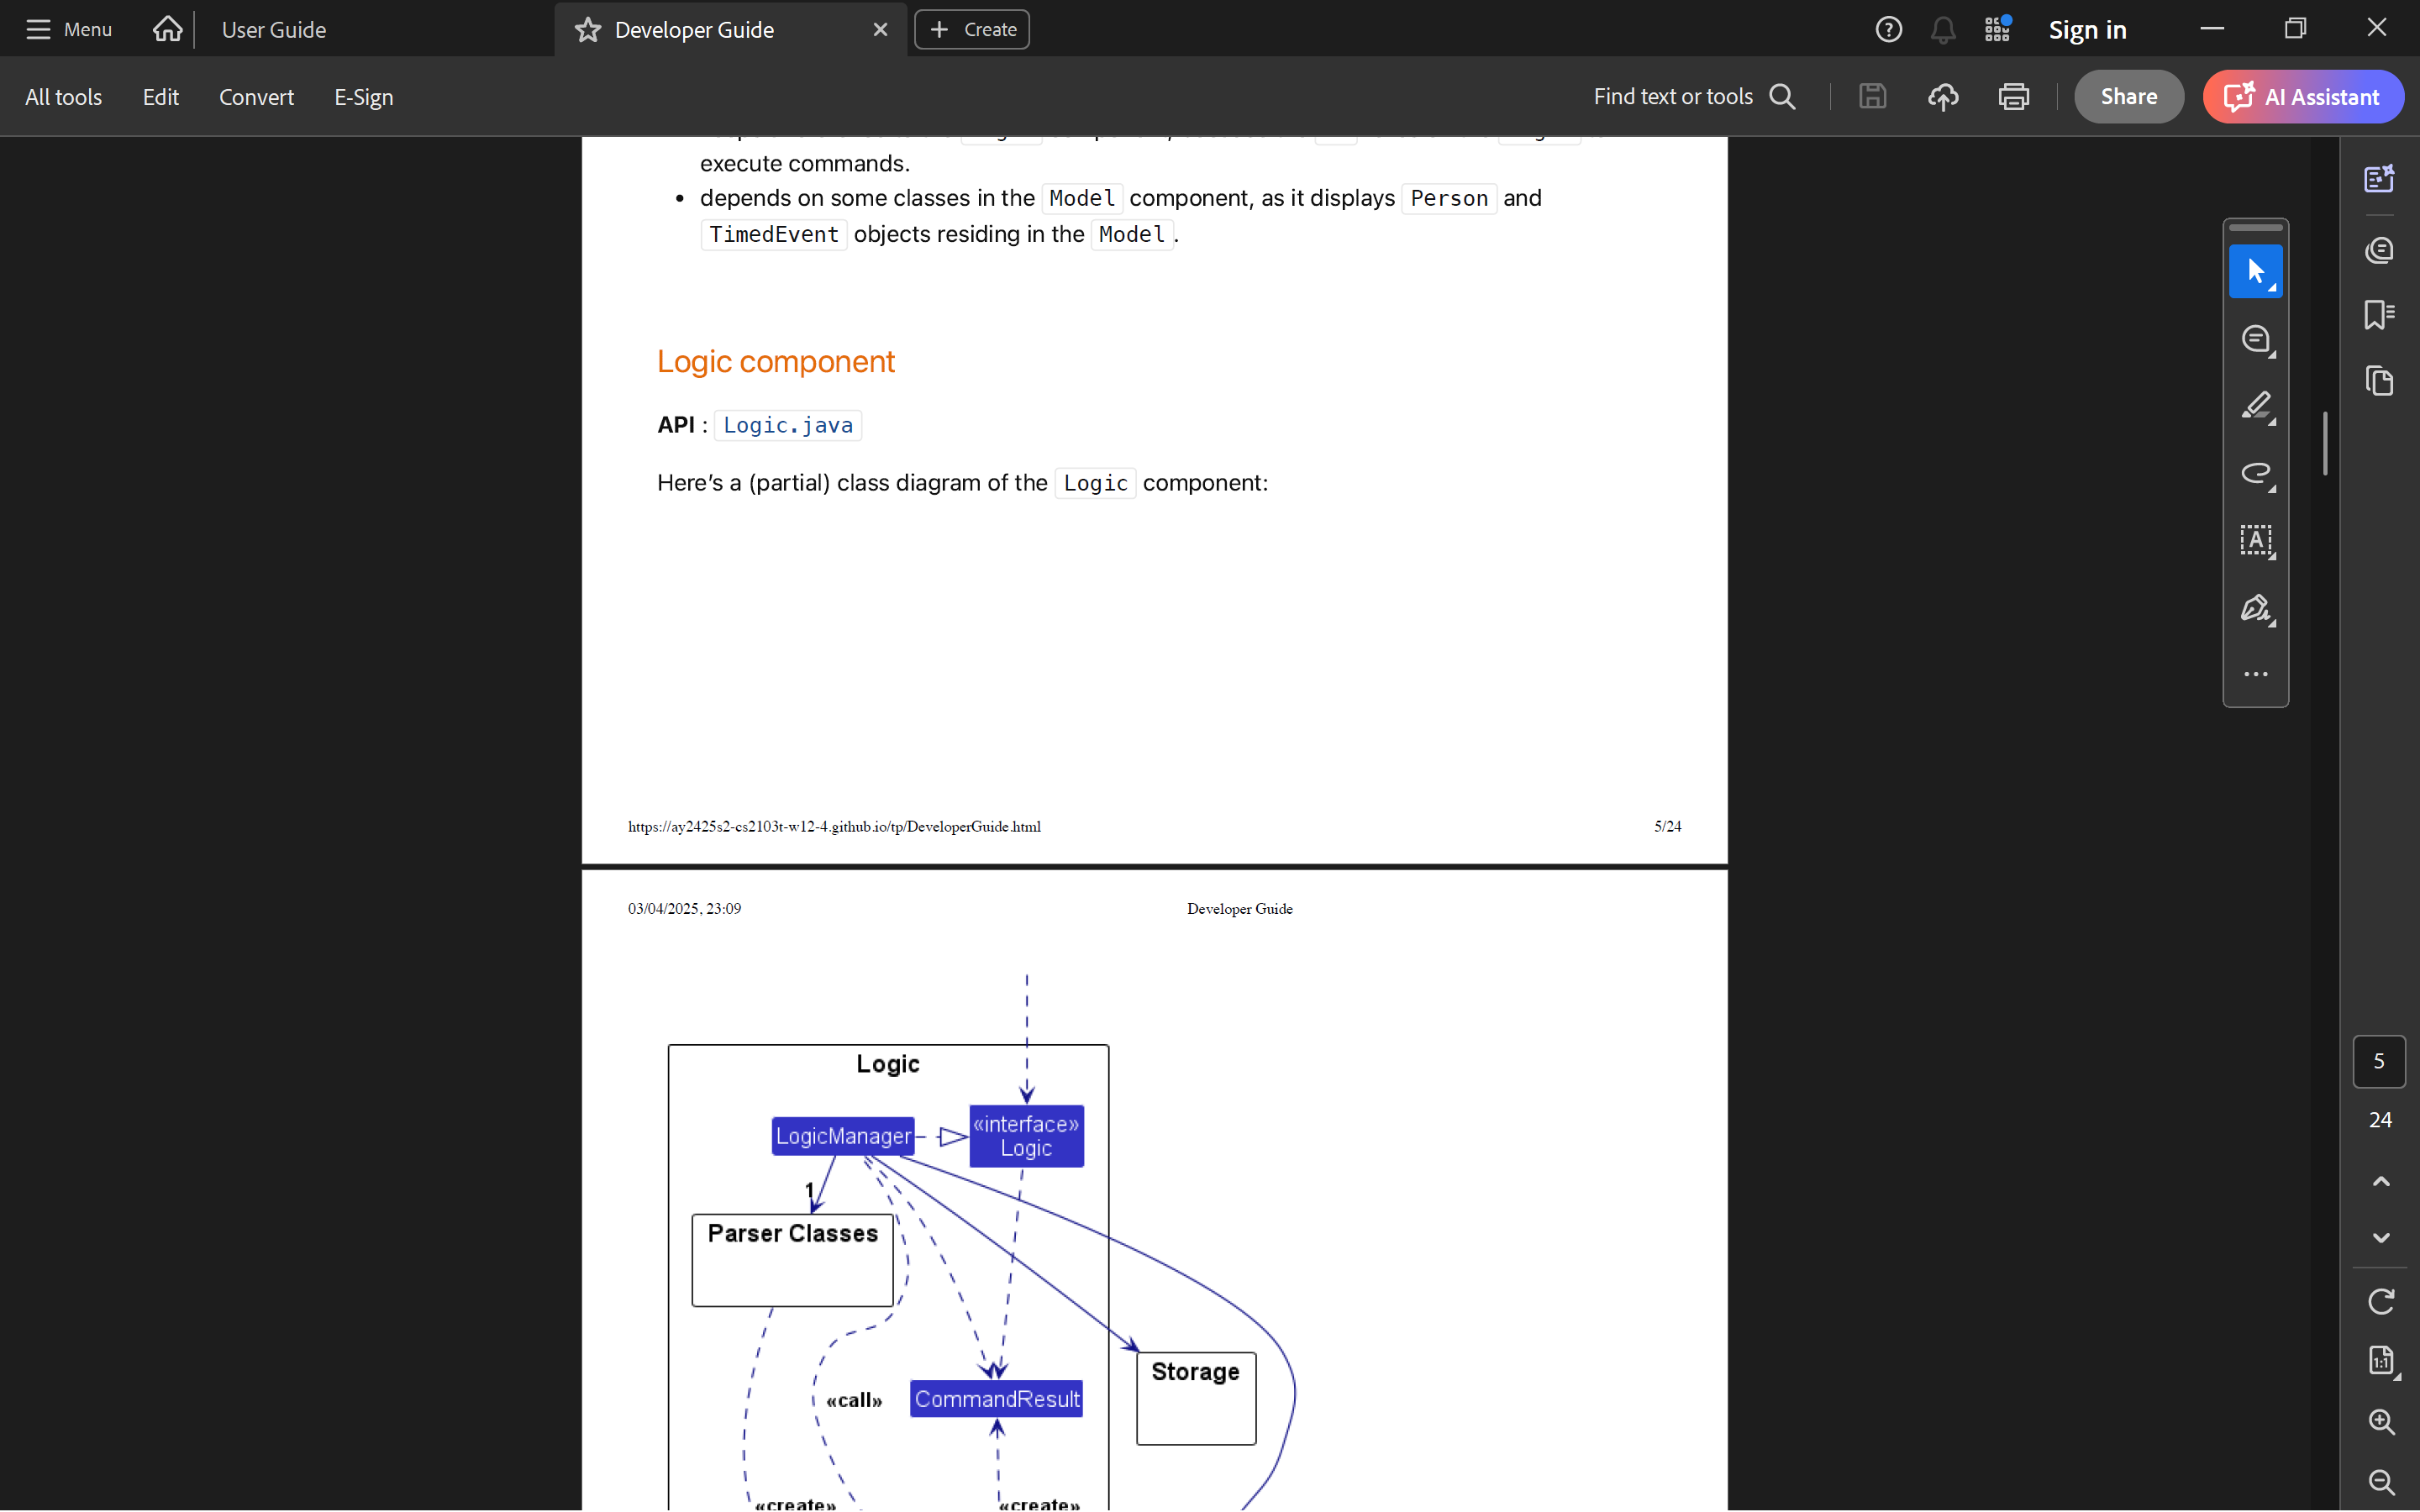 Menu
User Guide
Developer Guide
Create
Sign in
All tools
Edit
Convert
E-Sign
Find text or tools
Share
AI Assistant
execute commands.
• depends on some classes in the Model component, as it displays Person and
TimedEvent objects residing in the Model.
Logic component
API : Logic.java
Here's a (partial) class diagram of the Logic component:
https://ay2425s2-cs2103t-w12-4.github.io/tp/DeveloperGuide.html
5/24
03/04/2025, 23:09
Developer Guide
Logic
LogicManager
«interface»
Logic
1
Parser Classes
Storage
«call»
CommandResult
«create»
«create»
5
24
1:1